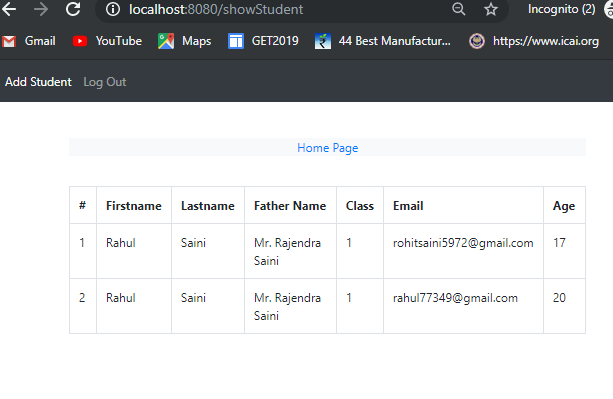 localhost:8080/showStudent Incognito (2)
Gmail YouTube Maps GET2019 44 Best Manufactur... https://www.icai.org
Add Student Log Out
Home Page
# Firstname Lastname Father Name Class Email Age
1 Rahul Saini Mr. Rajendra 1 rohitsaini5972@gmail.com 17
Saini
2 Rahul Saini Mr. Rajendra 1 rahul77349@gmail.com 20
Saini